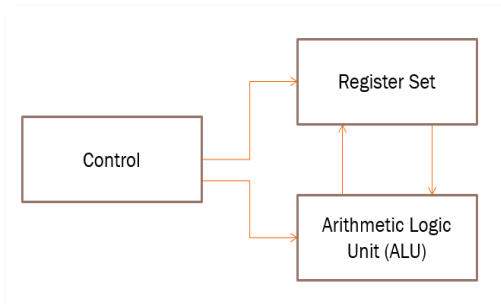 Register Set
Control
Arithmetic Logic
Unit (ALU)